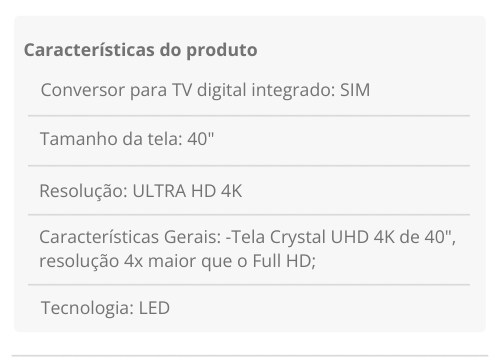 Características do produto
Conversor para TV digital integrado: SIM
Tamanho da tela: 40"
Resolução: ULTRA HD 4K
Características Gerais: -Tela Crystal UHD 4K de 40",
resolução 4x maior que o Full HD;
Tecnologia: LED